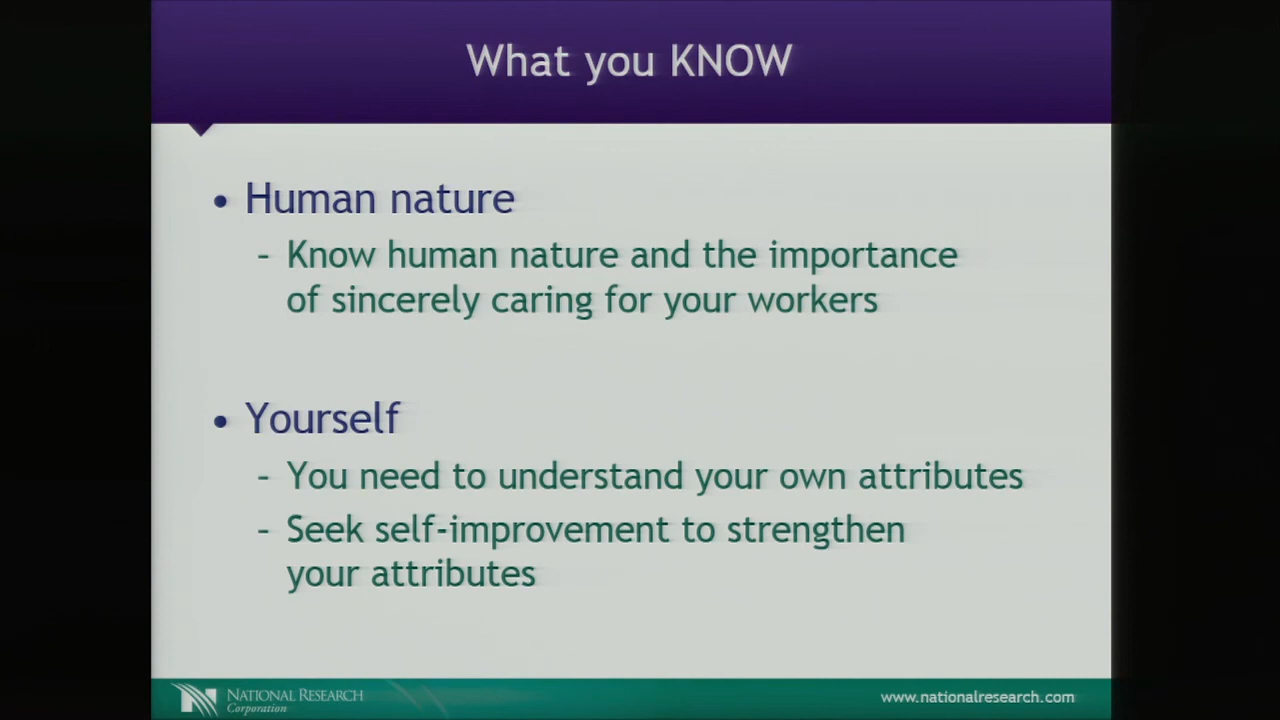 What you KNOW
• Human nature
– Know human nature and the importance
of sincerely caring for your workers
• Yourself
– You need to understand your own attributes
– Seek self-improvement to strengthen
your attributes
NATIONAL RESEARCH
Corporation
www.nationalresearch.com